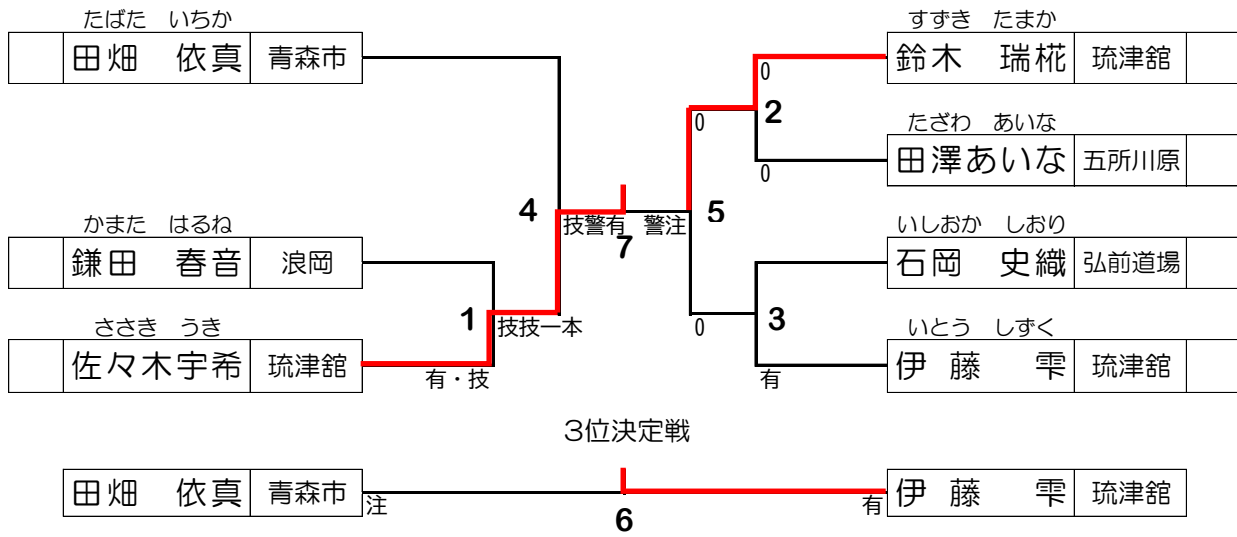 たばた　いちか
田畑　依真 青森市
かまた　はるね
鎌田　春音 浪岡
ささき　うき
佐々木宇希 琉津舘
1
有・技
4
技技一本
7
技警有 警注
5
0
0
2
0
0
3
有
すずき　たまか
鈴木　瑞椛 琉津舘
たざわ　あいな
田澤あいな 五所川原
いしおか　しおり
石岡　史織 弘前道場
いとう　しずく
伊藤　雫 琉津舘
3位決定戦
田畑　依真 青森市 注
6
有 伊藤　雫 琉津舘